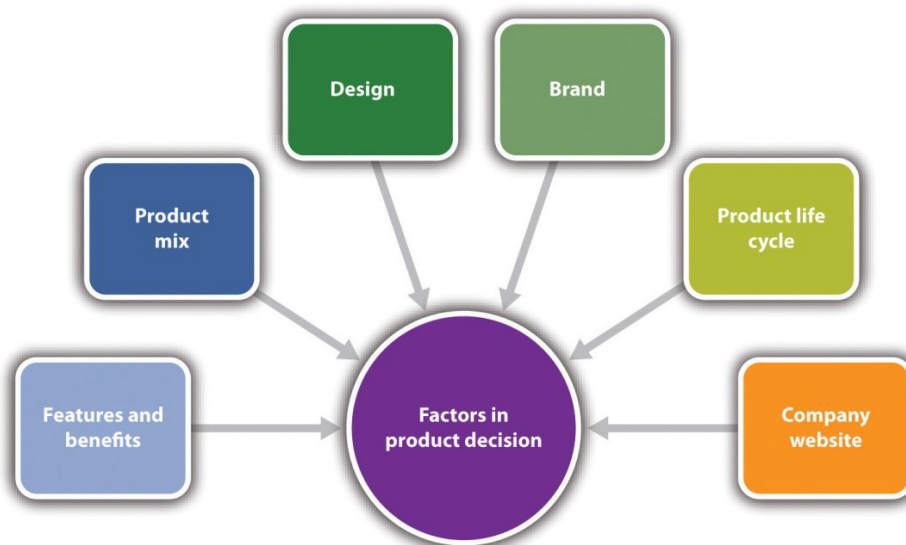 Design
Brand
Product
mix
Product life
cycle
Features and
benefits
Factors in
product decision
Company
website